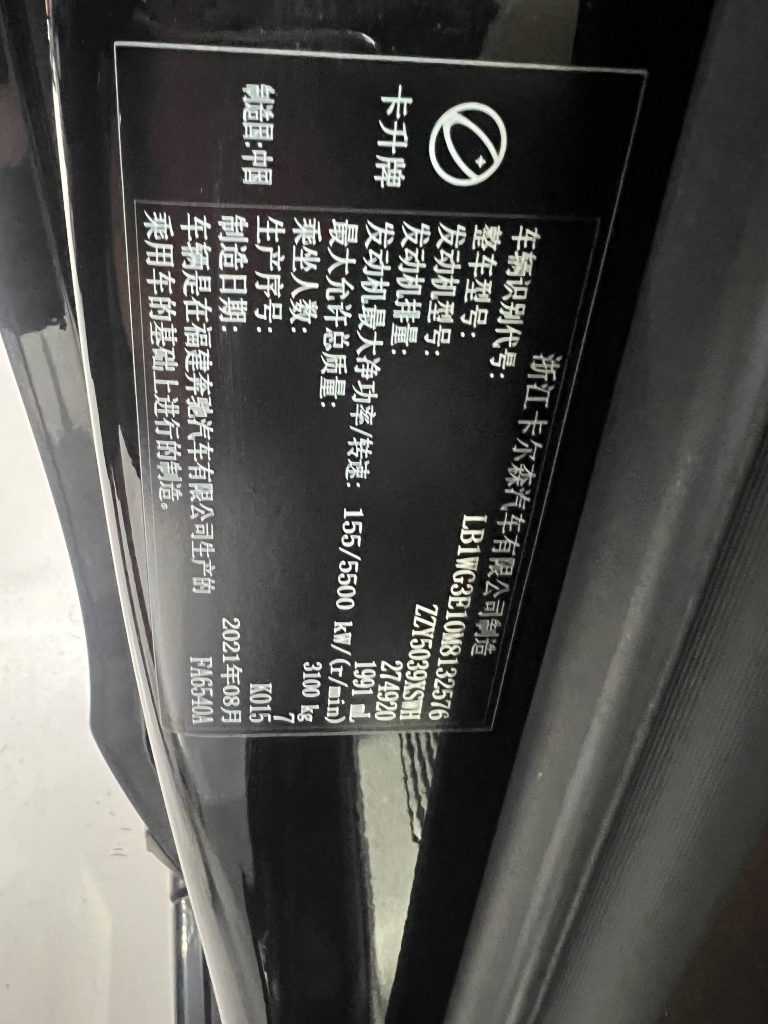 卡升牌
制造国:中国
浙江卡尔森汽车有限公司制造
车辆识别代号: LB1WG3E10M8132576
整车型号: ZZY5039XSWH
发动机型号: 274920
发动机排量: 1991 ml
发动机最大净功率/转速: 155/5500 kW/(r/min)
最大允许总质量: 3100 kg
乘坐人数: 7
生产序号: K015
制造日期: 2021年08月
车辆是在福建奔驰汽车有限公司生产的 FA6540A
乘用车的基础上进行的制造。